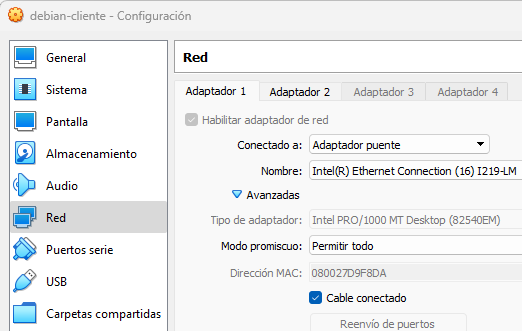 debian-cliente - Configuración
General
Sistema
Pantalla
Almacenamiento
Audio
Red
Puertos serie
USB
Carpetas compartidas
Red
Adaptador 1 Adaptador 2 Adaptador 3 Adaptador 4
Habilitar adaptador de red
Conectado a: Adaptador puente
Nombre: Intel(R) Ethernet Connection (16) I219-LM
Avanzadas
Tipo de adaptador: Intel PRO/1000 MT Desktop (82540EM)
Modo promiscuo: Permitir todo
Dirección MAC: 080027D9F8DA
Cable conectado
Reenvío de puertos